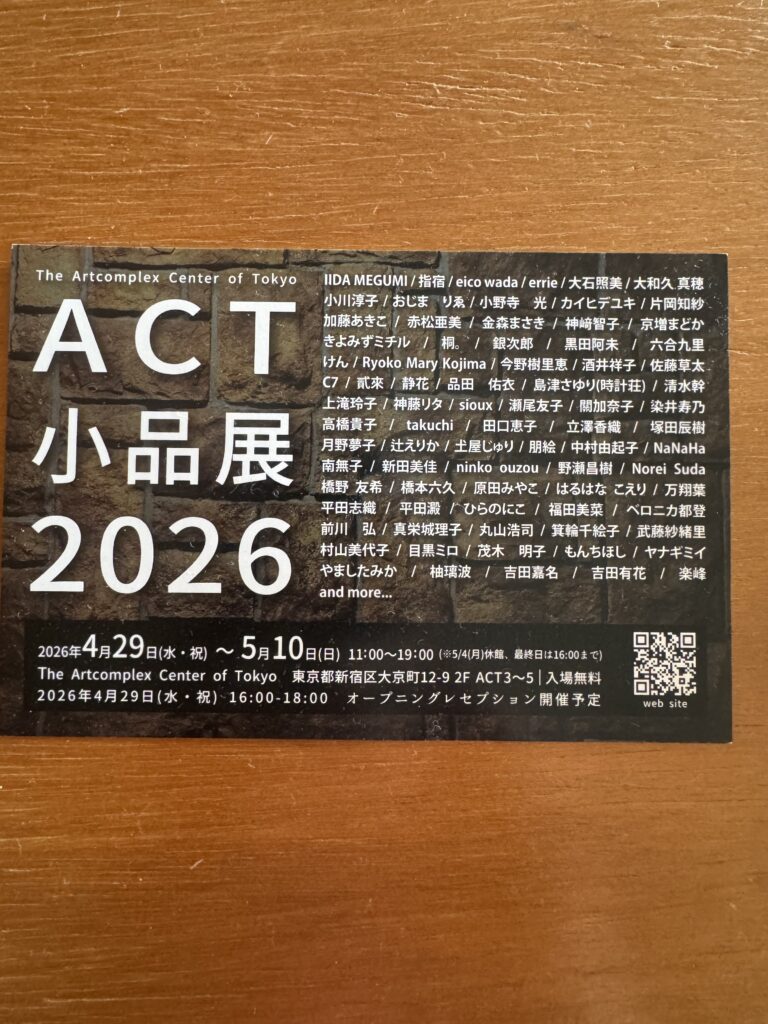 The Artcomplex Center of Tokyo
ACT
小品展
2026
IIDA MEGUMI / 指宿 / eico wada / errie / 大石照美 / 大和久 真穂
小川淳子 / おじま りゑ / 小野寺 光 / カイヒデユキ / 片岡知紗
加藤あきこ / 赤松亜美 / 金森まさき / 神﨑智子 / 京増まどか
きよみずミチル / 桐。 / 銀次郎 / 黒田阿未 / 六合九里
けん / Ryoko Mary Kojima / 今野樹里恵 / 酒井祥子 / 佐藤草太
C7 / 貳來 / 静花 / 品田 佑衣 / 島津さゆり(時計荘) / 清水幹
上滝玲子 / 神藤リタ / sioux / 瀬尾友子 / 關加奈子 / 染井寿乃
高橋貴子 / takuchi / 田口恵子 / 立澤香織 / 塚田辰樹
月野夢子 / 辻えりか / 土屋じゅり / 朋絵 / 中村由起子 / NaNaHa
南無子 / 新田美佳 / ninko ouzou / 野瀬昌樹 / Norei Suda
橋野 友希 / 橋本六久 / 原田みやこ / はるはな こえり / 万翔葉
平田志織 / 平田澱 / ひらのにこ / 福田美菜 / ベロニカ都登
前川 弘 / 真栄城理子 / 丸山浩司 / 箕輪千絵子 / 武藤紗緒里
村山美代子 / 目黒ミロ / 茂木 明子 / もんちほし / ヤナギミイ
やましたみか / 柚璃波 / 吉田嘉名 / 吉田有花 / 楽峰
and more...
2026年4月29日(水・祝) 〜 5月10日(日) 11:00〜19:00 (※5/4(月)休館、最終日は16:00まで)
The Artcomplex Center of Tokyo 東京都新宿区大京町12-9 2F ACT3〜5 | 入場無料
2026年4月29日(水・祝) 16:00-18:00 オープニングレセプション開催予定
web site